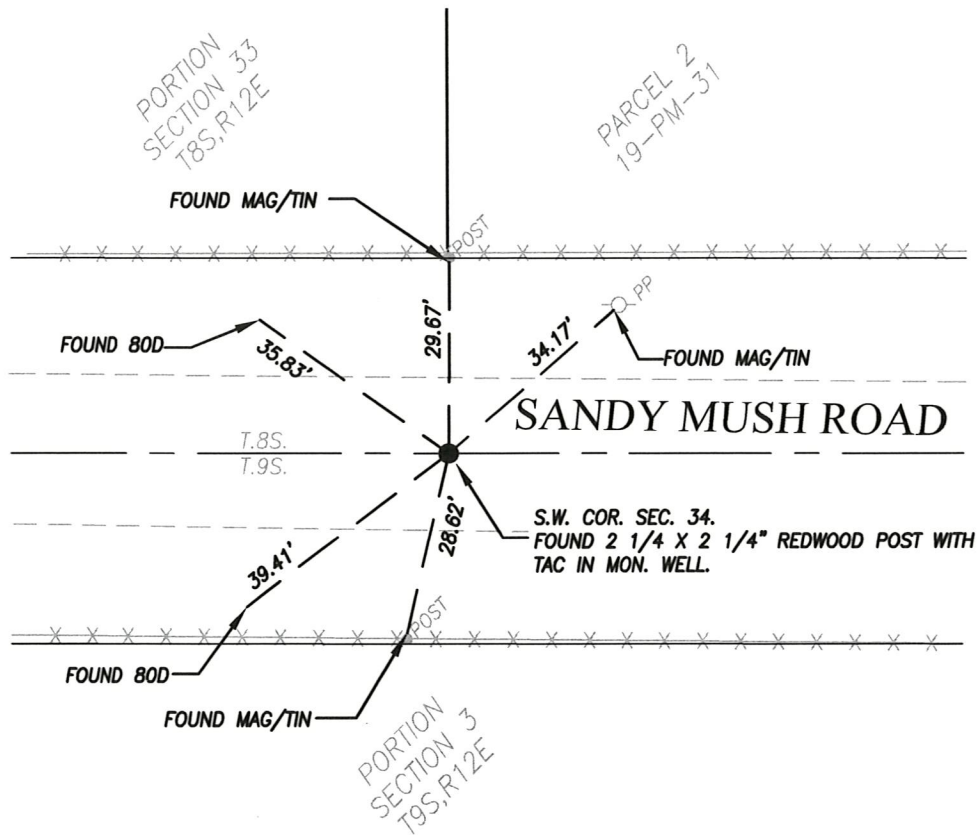 PORTION
SECTION 33
T8S,R12E
PARCEL 2
19-PM-31
FOUND MAG/TIN
POST
PP
29.67'
34.17'
FOUND 80D
35.83'
FOUND MAG/TIN
SANDY MUSH ROAD
T.8S.
T.9S.
S.W. COR. SEC. 34.
FOUND 2 1/4 X 2 1/4" REDWOOD POST WITH
TAC IN MON. WELL.
28.62'
39.41'
POST
FOUND 80D
FOUND MAG/TIN
PORTION
SECTION 3
T9S,R12E